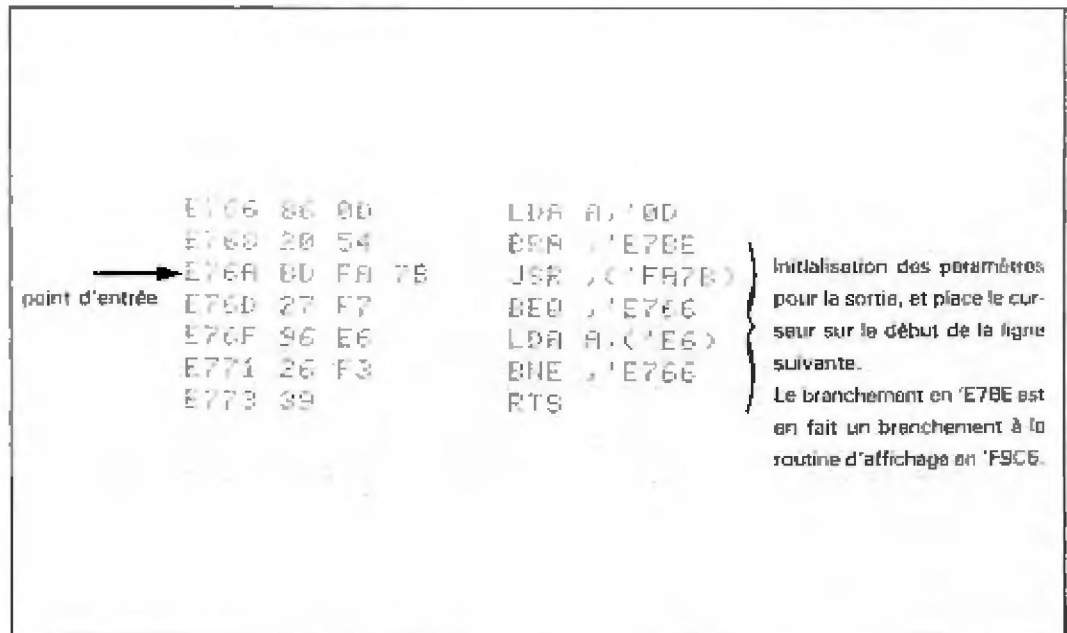 E766 86 0D LDA A,'0D
E768 20 54 BRA ,'E7BE
E76A BD FA 7B JSR ,('FA7B)
point d'entrée
E76D 27 F7 BEQ ,'E766
E76F 96 E6 LDA A,('E6)
E771 26 F3 BNE ,'E766
E773 39 RTS
Initialisation des paramètres
pour la sortie, et place le cur-
seur sur le début de la ligne
suivante.
Le branchement en 'E7BE est
en fait un branchement à la
routine d'affichage en 'F9C6.